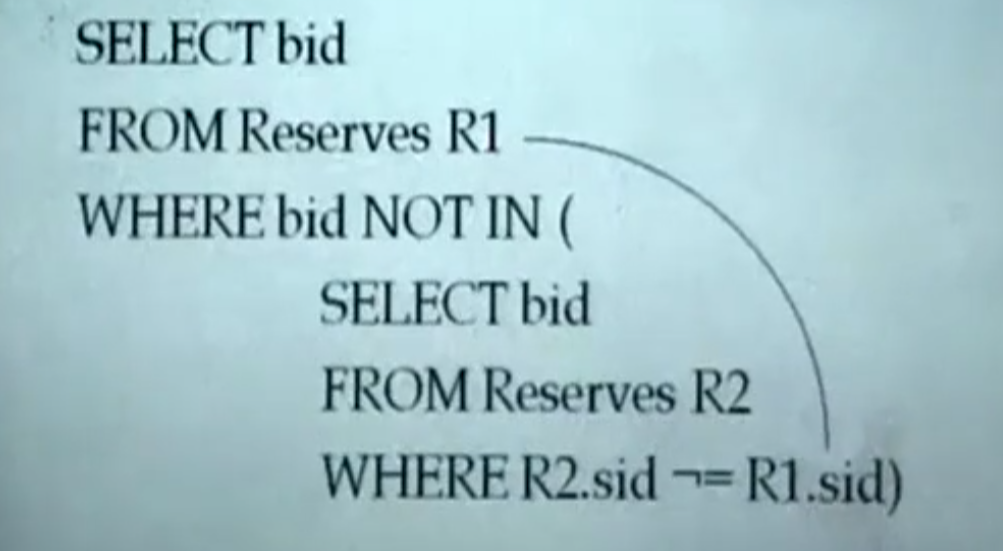 SELECT bid
FROM Reserves R1
WHERE bid NOT IN (
SELECT bid
FROM Reserves R2
WHERE R2.sid ¬= R1.sid)